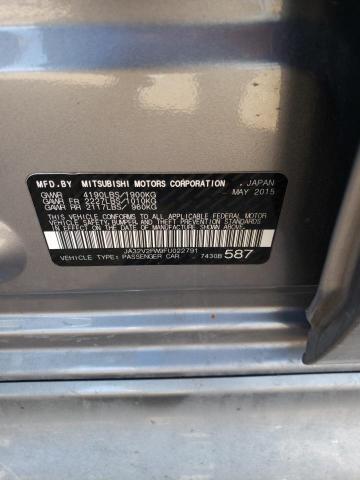 MFD.BY MITSUBISHI MOTORS CORPORATION , JAPAN
GVWR 4190LBS/1900KG MAY 2015
GAWR FR 2227LBS/1010KG
GAWR RR 2117LBS/ 960KG
THIS VEHICLE CONFORMS TO ALL APPLICABLE FEDERAL MOTOR
VEHICLE SAFETY, BUMPER, AND THEFT PREVENTION STANDARDS
IN EFFECT ON THE DATE OF MANUFACTURE SHOWN ABOVE.
JA32V2FW9FU022791
VEHICLE TYPE: PASSENGER CAR 7430B 587